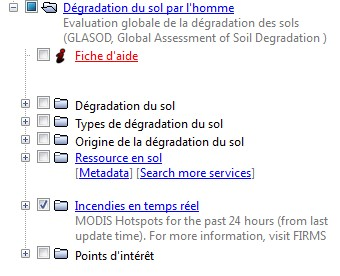 Dégradation du sol par l'homme
Evaluation globale de la dégradation des sols
(GLASOD, Global Assessment of Soil Degradation )
Fiche d'aide
Dégradation du sol
Types de dégradation du sol
Origine de la dégradation du sol
Ressource en sol
[Metadata] [Search more services]
Incendies en temps réel
MODIS Hotspots for the past 24 hours (from last
update time). For more information, visit FIRMS
Points d'intérêt